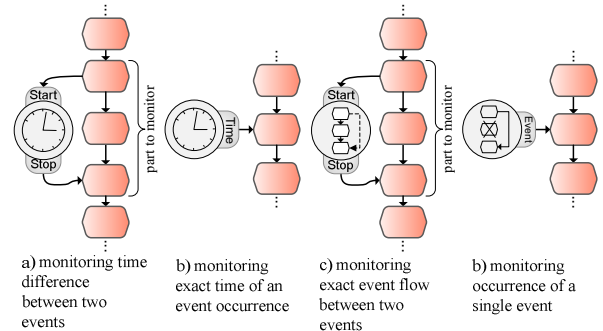 Start
Stop
part to monitor
Time
Start
Stop
part to monitor
Event
a) monitoring time
difference
between two
events
b) monitoring
exact time of an
event occurrence
c) monitoring
exact event flow
between two
events
b) monitoring
occurrence of a
single event